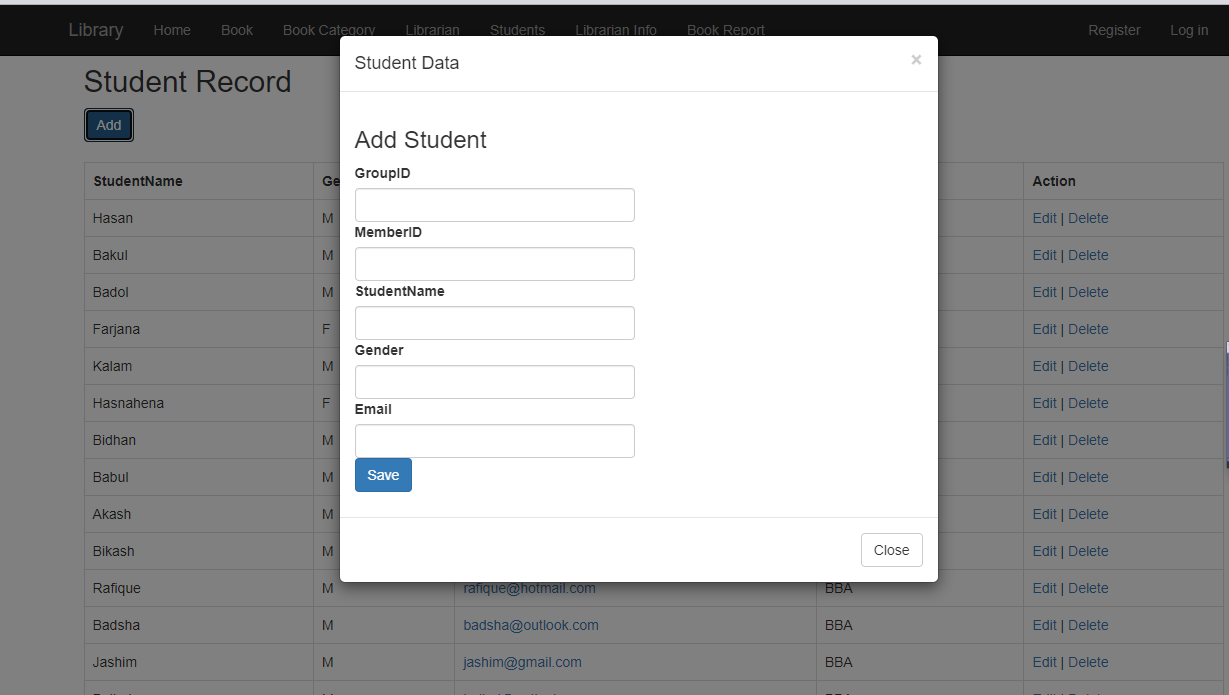 Library Home Book Book Category Librarian Students Librarian Info Book Report Register Log in
Student Record
Add
Student Data ×
Add Student
GroupID
MemberID
StudentName
Gender
Email
Save
Close
StudentName Ge Action
Hasan M Edit | Delete
Bakul M Edit | Delete
Badol M Edit | Delete
Farjana F Edit | Delete
Kalam M Edit | Delete
Hasnahena F Edit | Delete
Bidhan M Edit | Delete
Babul M Edit | Delete
Akash M Edit | Delete
Bikash M Edit | Delete
Rafique M rafique@hotmail.com BBA Edit | Delete
Badsha M badsha@outlook.com BBA Edit | Delete
Jashim M jashim@gmail.com BBA Edit | Delete